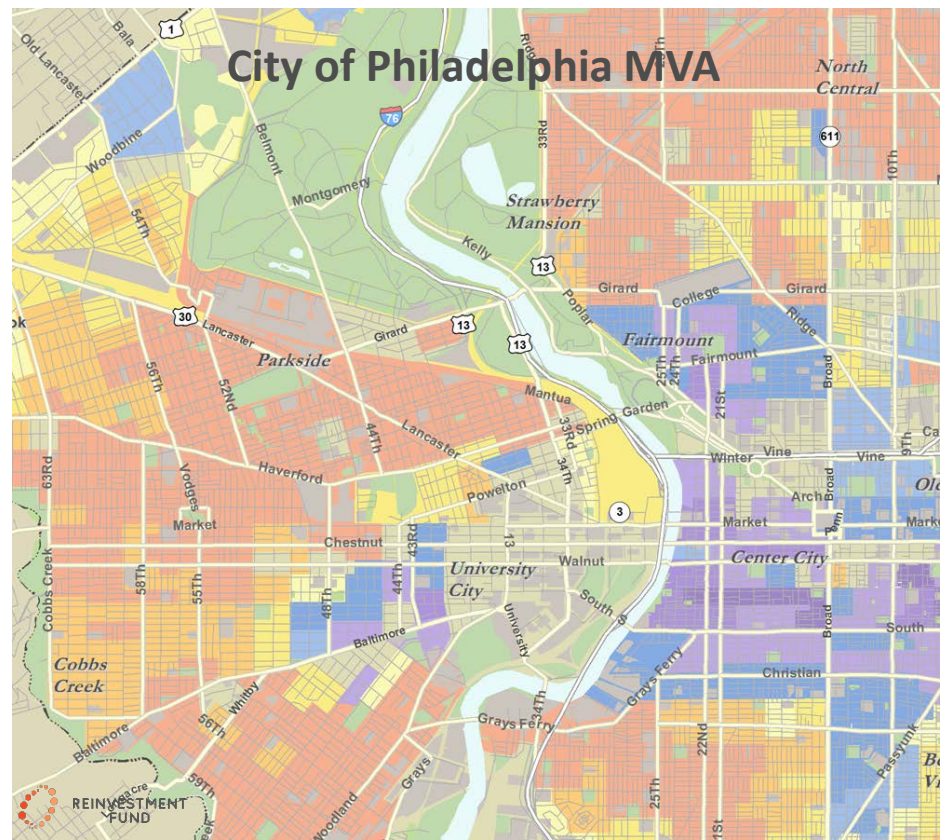 City of Philadelphia MVA
1
Bala
Old Lancaster
Ridge
North
Central
76
Woodbine
Belmont
33Rd
611
10Th
Montgomery
54Th
Strawberry
Mansion
Kelly
13
Girard
College
Girard
Poplar
Ridge
30
Lancaster
Girard
13
13
Fairmount
Parkside
25Th
24Th
Fairmount
Broad
56Th
52Nd
Mantua
21St
44Th
Lancaster
33Rd
Spring Garden
9Th
63Rd
Haverford
34Th
Winter
Vine
Vine
Vodges
Powelton
Broad
Arch
3
Penn
Market
Market
Chestnut
43Rd
13
Walnut
Center City
University
City
Cobbs Creek
58Th
55Th
48Th
44Th
South
Broad
South
Baltimore
University
Cobbs
Creek
Christian
Whitby
Grays Ferry
34Th
56Th
Grays Ferry
22Nd
Baltimore
Passyunk
59Th
Grays
25Th
Woodland
REINVESTMENT
FUND